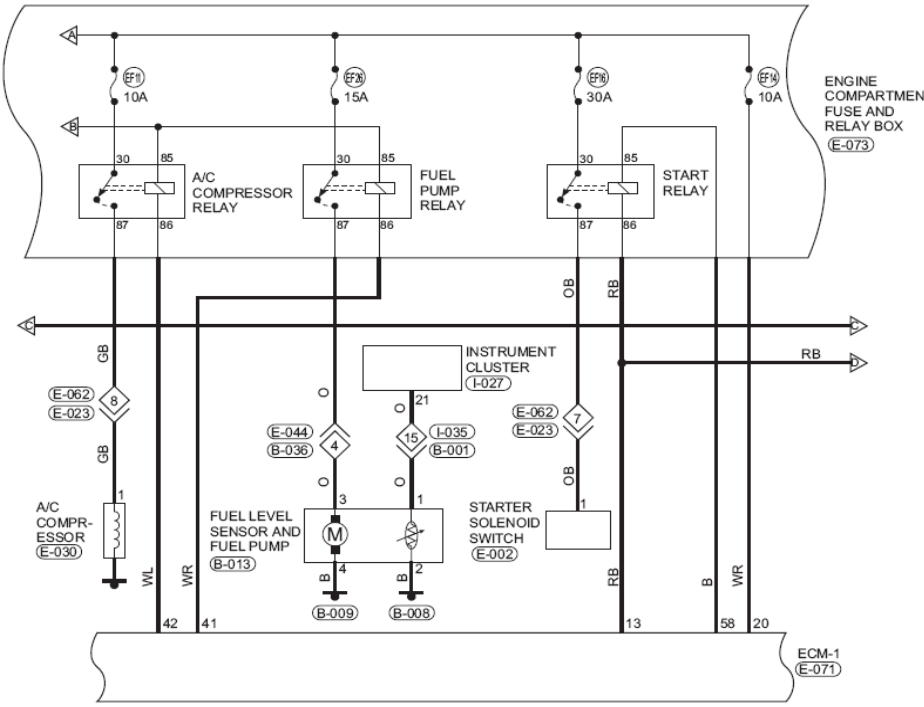 A
EF11
10A
EF26
15A
EF16
30A
EF14
10A
ENGINE
COMPARTMEN
FUSE AND
RELAY BOX
E-073
B
30
85
A/C
COMPRESSOR
RELAY
87
86
30
85
FUEL
PUMP
RELAY
87
86
30
85
START
RELAY
87
86
OB
RB
C
C
RB
D
GB
E-062
E-023
8
GB
1
A/C
COMPR-
ESSOR
E-030
WL
WR
O
E-044
B-036
4
O
3
FUEL LEVEL
SENSOR AND
FUEL PUMP
B-013
M
4
B
B-009
INSTRUMENT
CLUSTER
I-027
21
O
15
I-035
B-001
O
1
2
B
B-008
E-062
E-023
7
OB
1
STARTER
SOLENOID
SWITCH
E-002
RB
B
WR
42
41
13
58
20
ECM-1
E-071